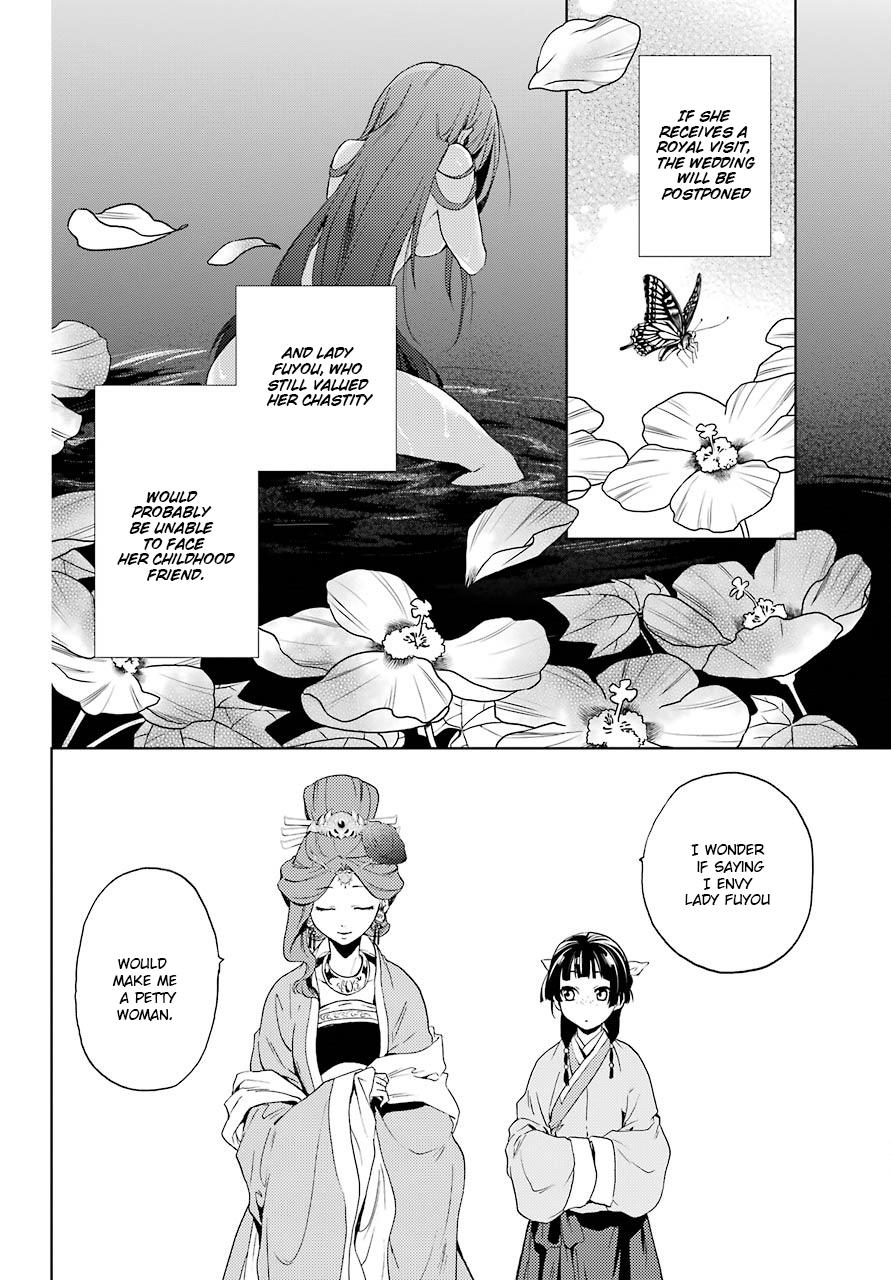 IF SHE
RECEIVES A
ROYAL VISIT,
THE WEDDING
WILL BE
POSTPONED
AND LADY
FUYOU, WHO
STILL VALUED
HER CHASTITY
WOULD
PROBABLY
BE UNABLE
TO FACE
HER CHILDHOOD
FRIEND.
I WONDER
IF SAYING
I ENVY
LADY FUYOU
WOULD
MAKE ME
A PETTY
WOMAN.